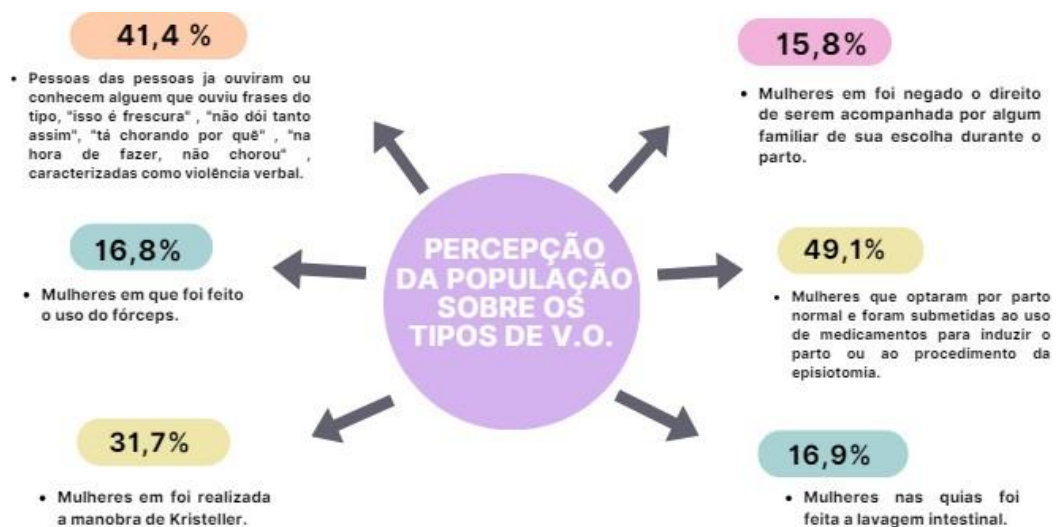 41,4 %
• Pessoas das pessoas ja ouviram ou
conhecem alguem que ouviu frases do
tipo, "isso é frescura" , "não dói tanto
assim", "tá chorando por quê" , "na
hora de fazer, não chorou" ,
caracterizadas como violência verbal.
16,8%
• Mulheres em que foi feito
o uso do fórceps.
31,7%
• Mulheres em foi realizada
a manobra de Kristeller.
PERCEPÇÃO
DA POPULAÇÃO
SOBRE OS
TIPOS DE V.O.
15,8%
• Mulheres em foi negado o direito
de serem acompanhada por algum
familiar de sua escolha durante o
parto.
49,1%
• Mulheres que optaram por parto
normal e foram submetidas ao uso
de medicamentos para induzir o
parto ou ao procedimento da
episiotomia.
16,9%
• Mulheres nas quias foi
feita a lavagem intestinal.